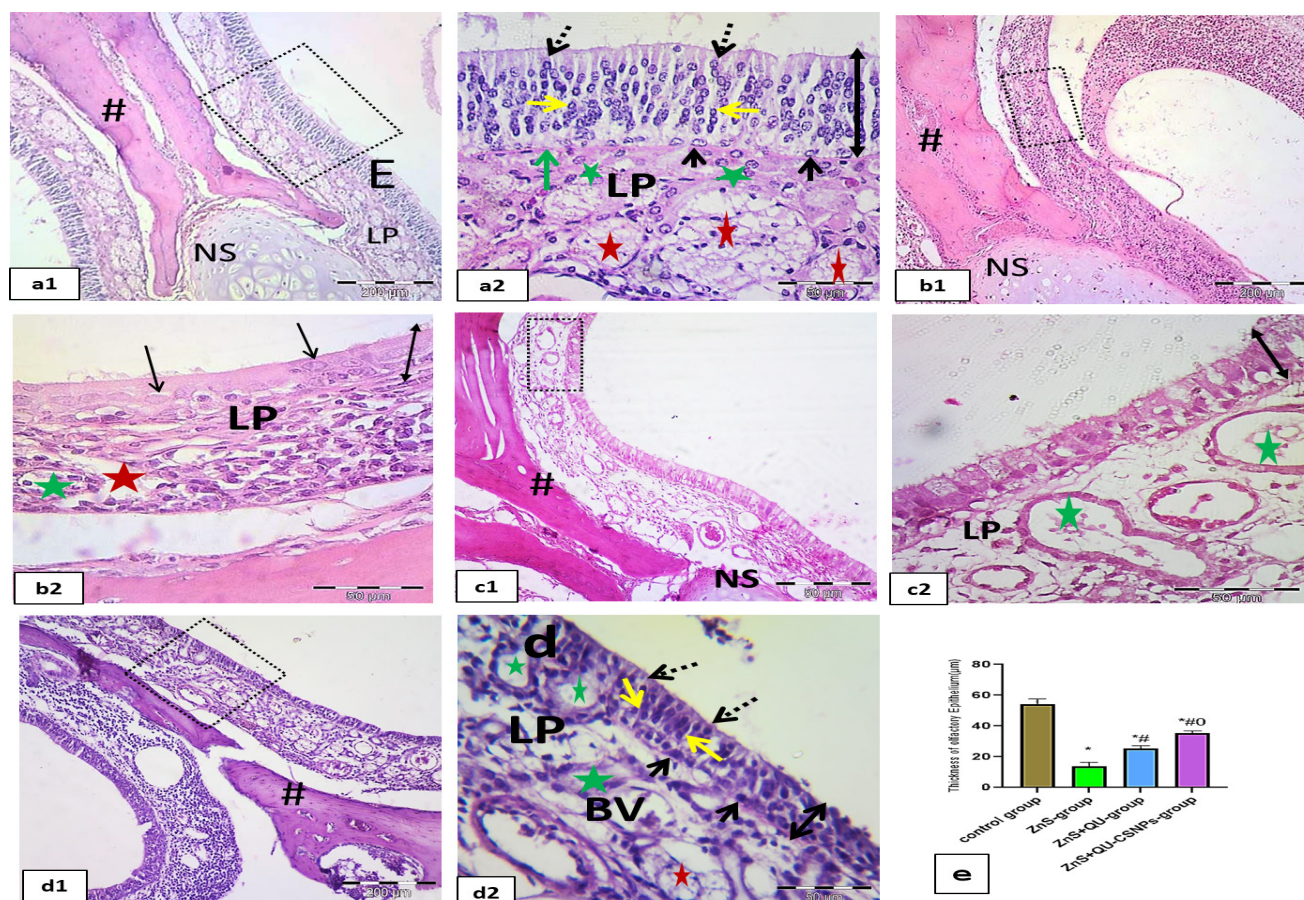 #
E
NS
LP
a1
200 µm
LP
a2
50 µm
#
NS
b1
200 µm
LP
b2
50 µm
#
NS
c1
50 µm
LP
c2
50 µm
#
d1
200 µm
d
LP
BV
d2
50 µm
Thickness of olfactory Epithelium(µm)
80
60
40
20
0
*
*#
*#0
control group
ZnS-group
ZnS+QU-group
ZnS+QU-CSNPs-group
e